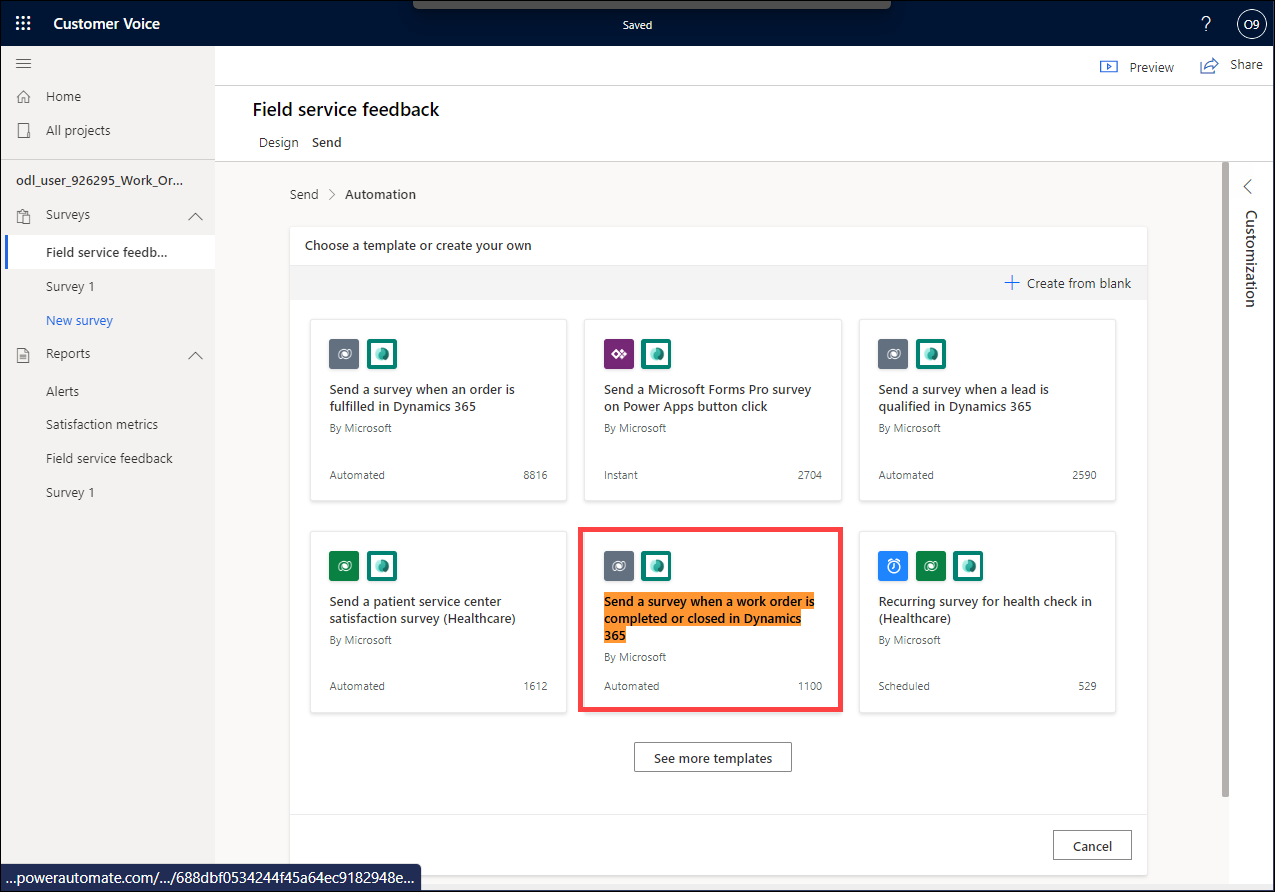 Customer Voice
Saved
?
O9
Preview
Share
Home
All projects
odl_user_926295_Work_Or...
Surveys
Field service feedb...
Survey 1
New survey
Reports
Alerts
Satisfaction metrics
Field service feedback
Survey 1
Field service feedback
Design
Send
Send
Automation
Choose a template or create your own
Create from blank
Send a survey when an order is
fulfilled in Dynamics 365
By Microsoft
Automated
8816
Send a Microsoft Forms Pro survey
on Power Apps button click
By Microsoft
Instant
2704
Send a survey when a lead is
qualified in Dynamics 365
By Microsoft
Automated
2590
Send a patient service center
satisfaction survey (Healthcare)
By Microsoft
Automated
1612
Send a survey when a work order is
completed or closed in Dynamics
365
By Microsoft
Automated
1100
Recurring survey for health check in
(Healthcare)
By Microsoft
Scheduled
529
See more templates
Cancel
Customization
...powerautomate.com/.../688dbf0534244f45a64ec9182948e...